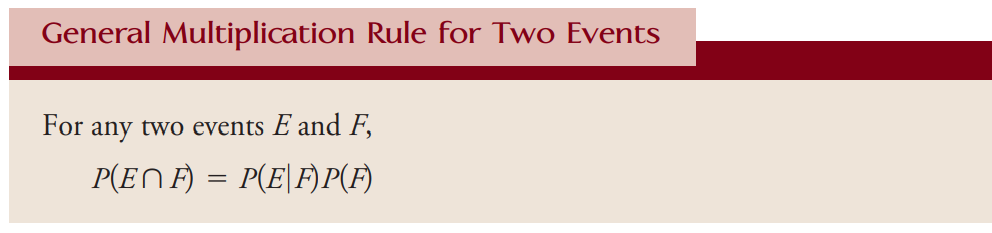 General Multiplication Rule for Two Events
For any two events E and F,
P(E ∩ F) = P(E|F)P(F)